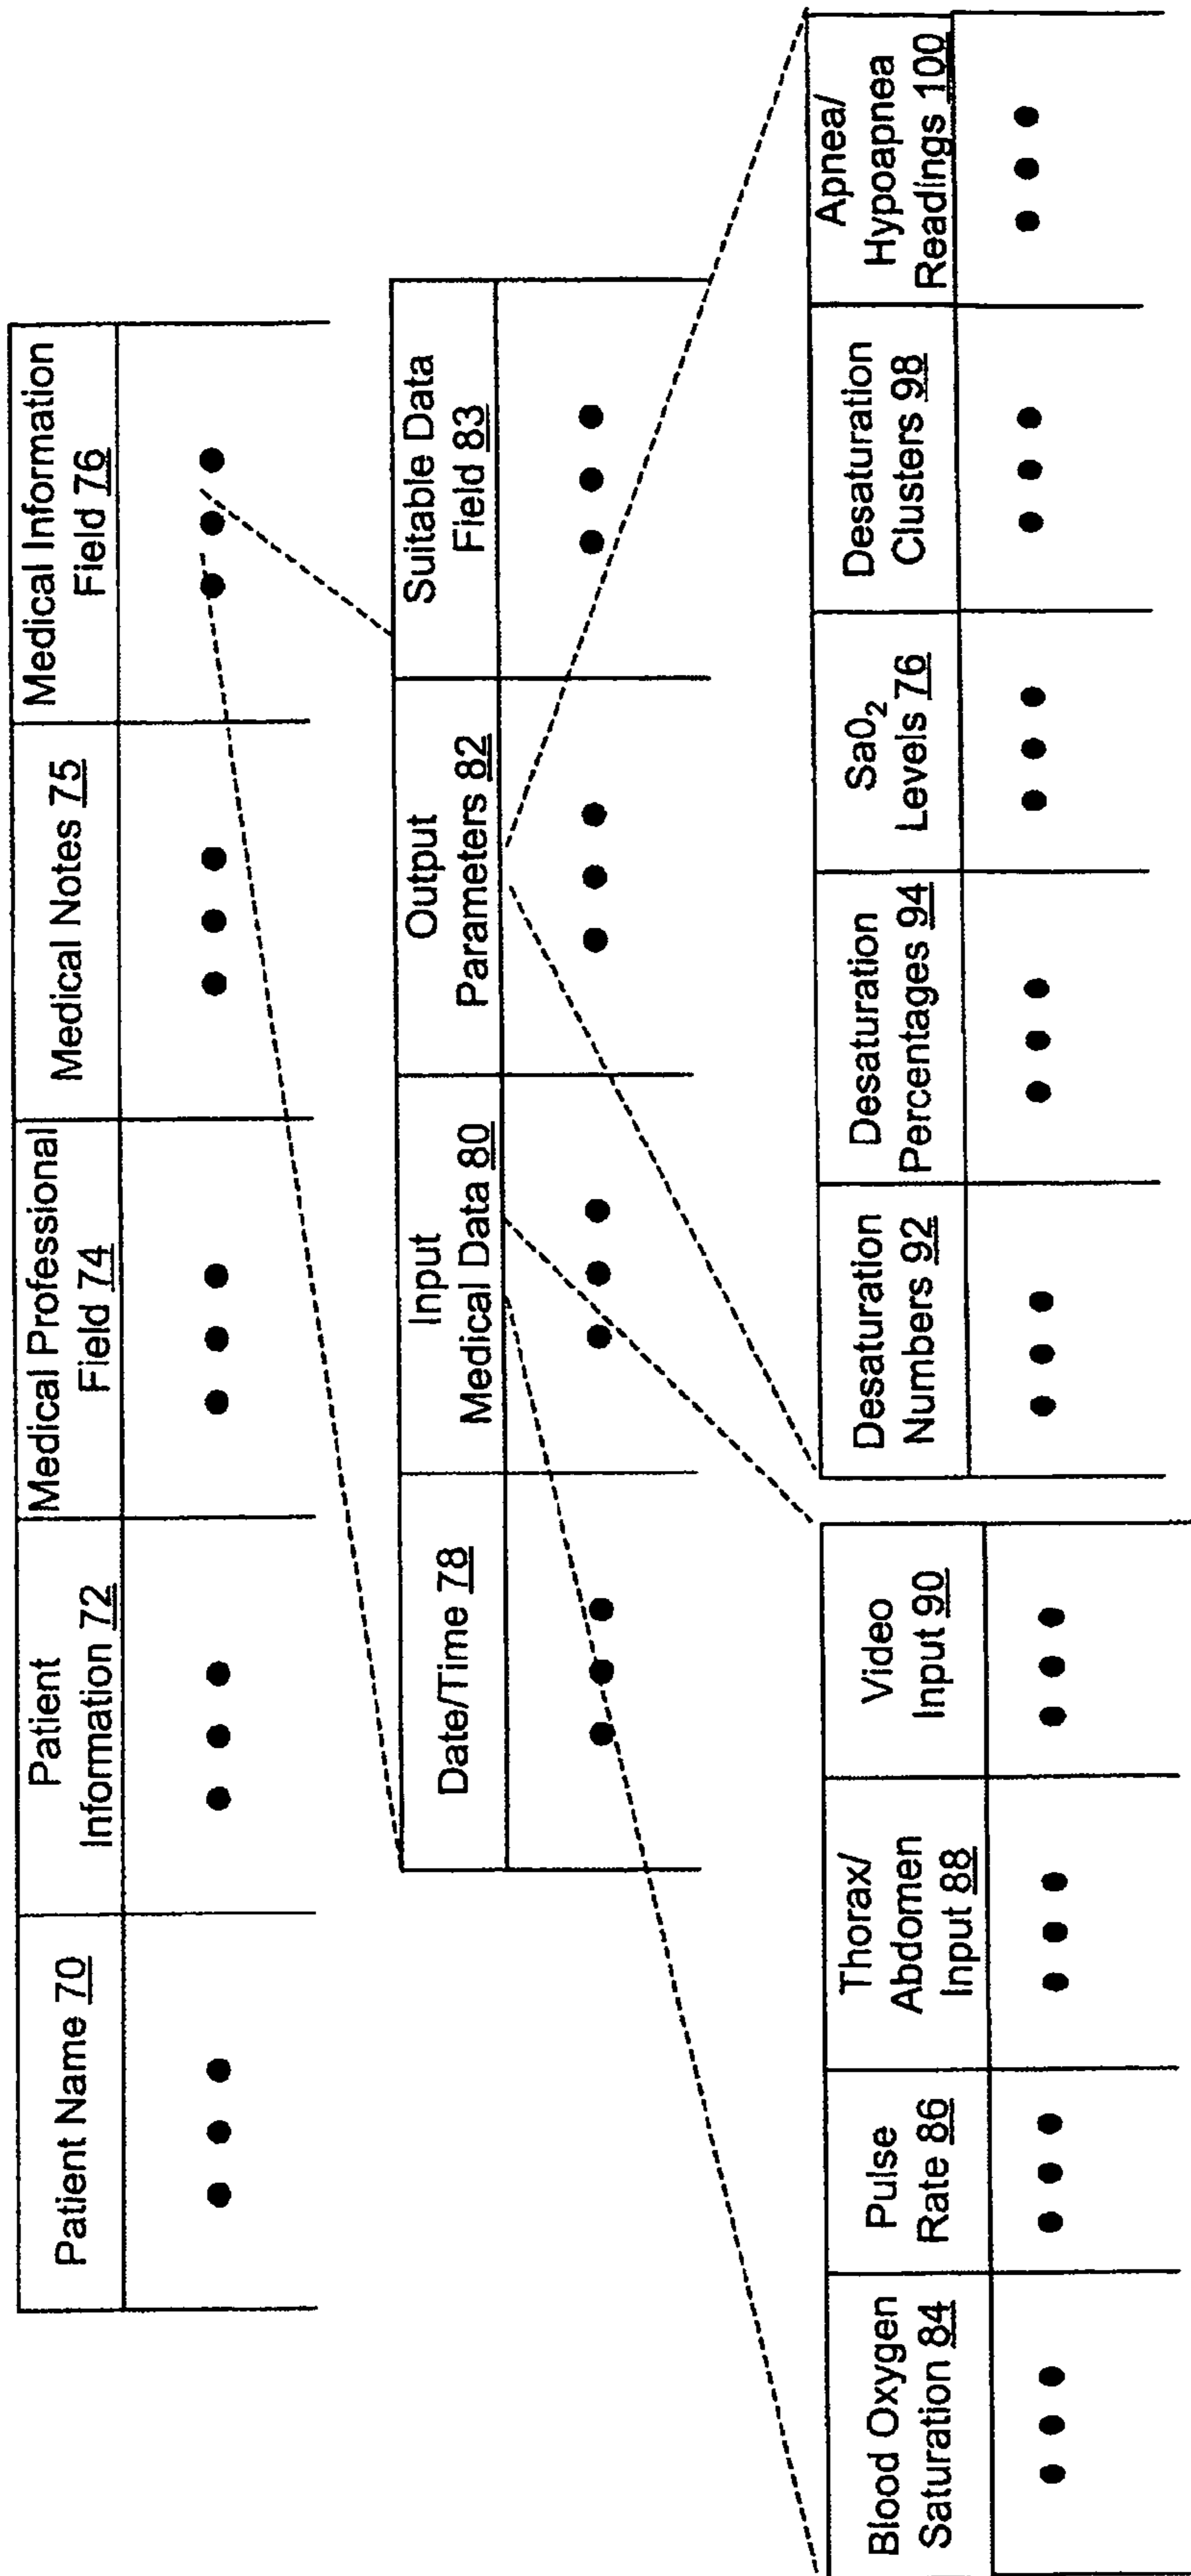 Patient Name 70
Patient
Information 72
Medical Professional
Field 74
Medical Notes 75
Medical Information
Field 76
Date/Time 78
Input
Medical Data 80
Output
Parameters 82
Suitable Data
Field 83
Blood Oxygen
Saturation 84
Pulse
Rate 86
Thorax/
Abdomen
Input 88
Video
Input 90
Desaturation
Numbers 92
Desaturation
Percentages 94
SaO₂
Levels 76
Desaturation
Clusters 98
Apnea/
Hypoapnea
Readings 100